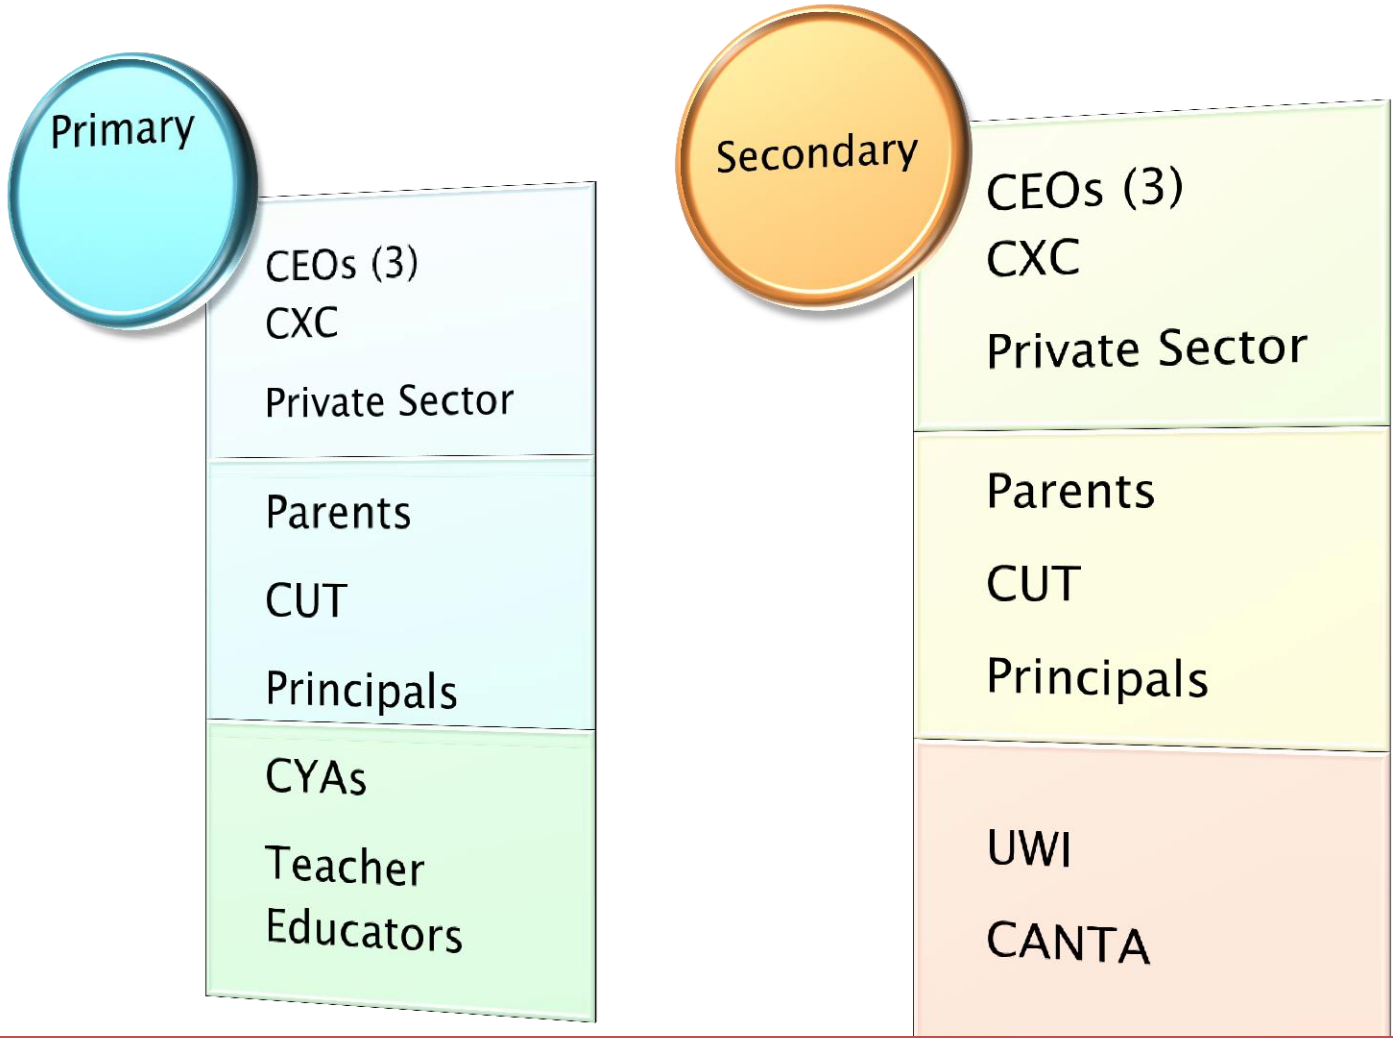 Primary
CEOs (3)
CXC
Private Sector
Parents
CUT
Principals
CYAs
Teacher
Educators
Secondary
CEOs (3)
CXC
Private Sector
Parents
CUT
Principals
UWI
CANTA